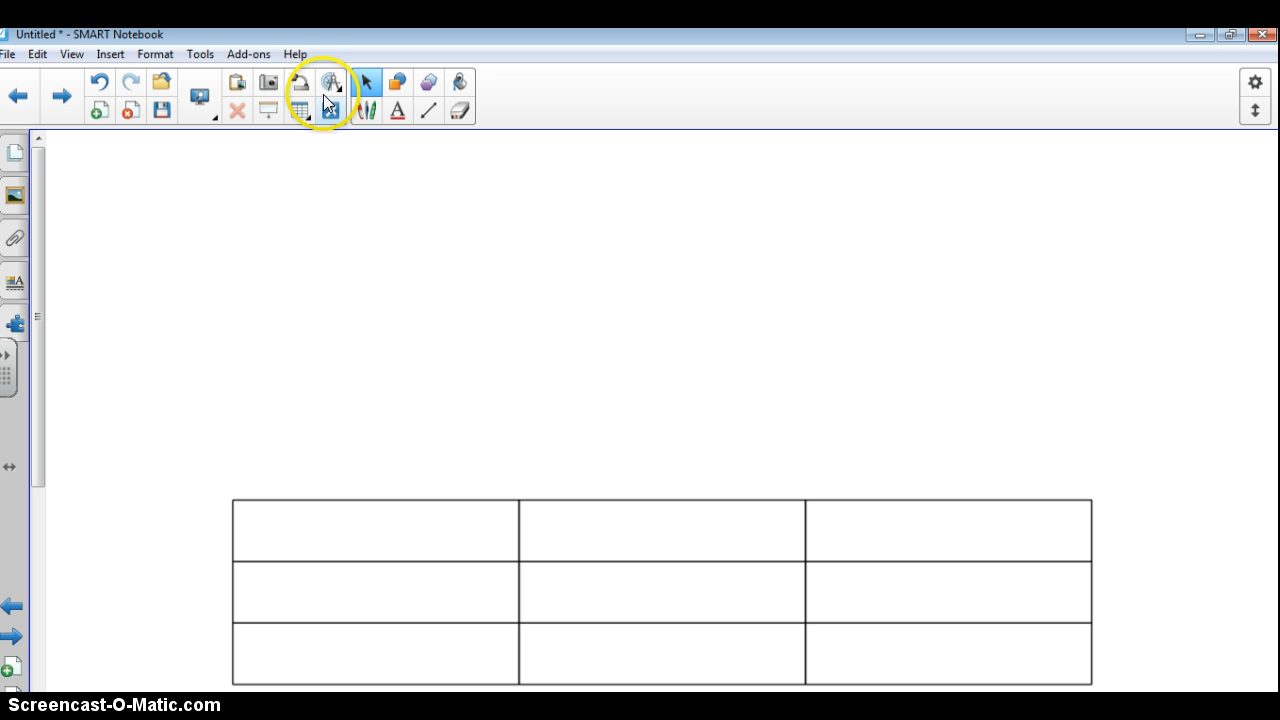 Untitled * - SMART Notebook
File Edit View Insert Format Tools Add-ons Help
A
A
Screencast-O-Matic.com